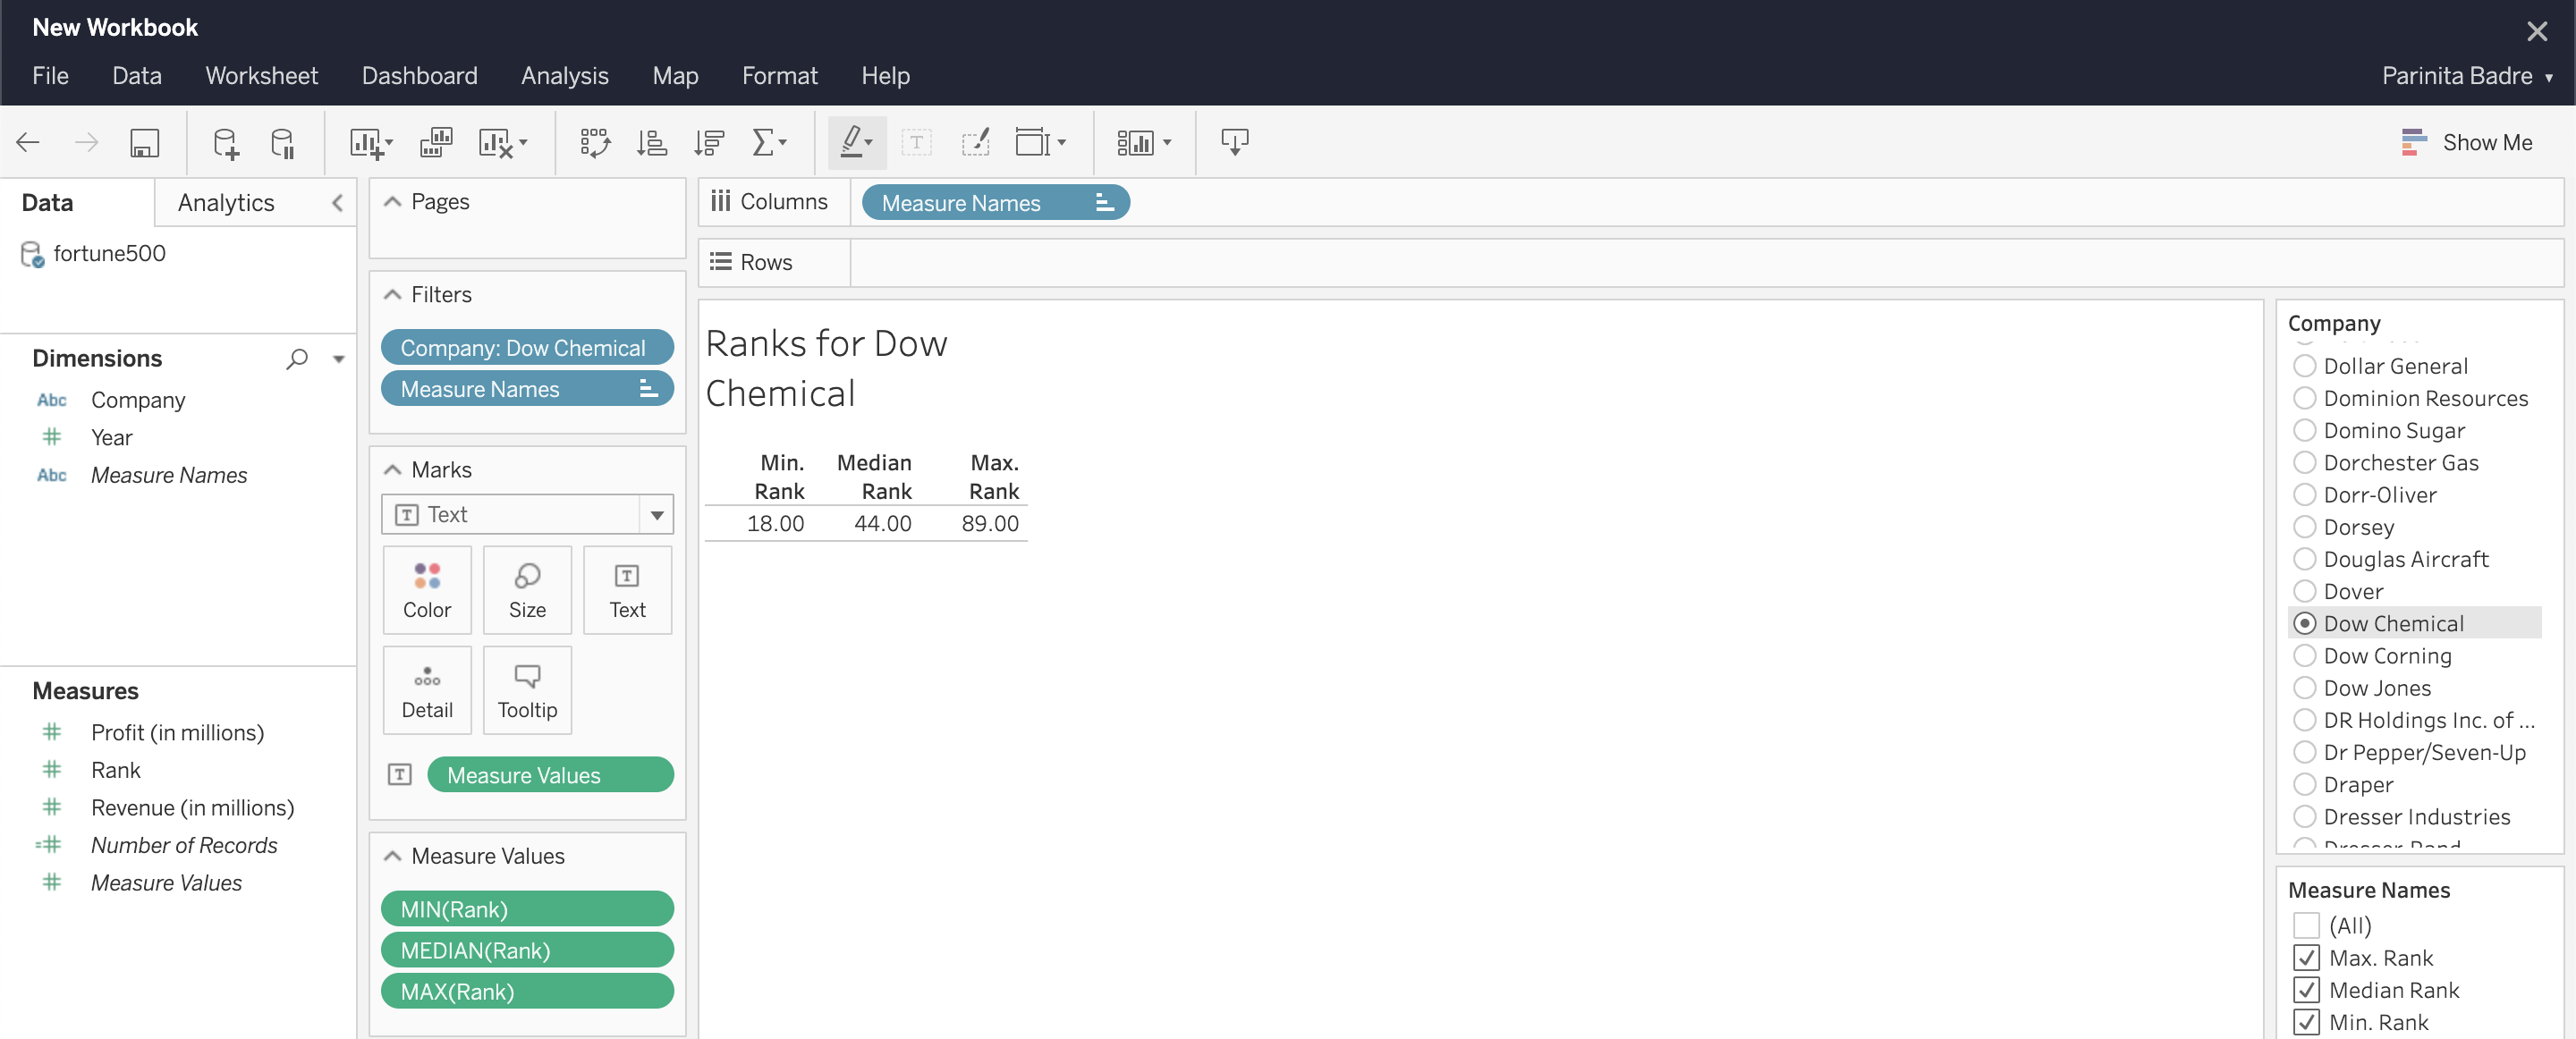 New Workbook
File Data Worksheet Dashboard Analysis Map Format Help
Parinita Badre
Show Me
Data Analytics
fortune500
Dimensions
Abc Company
Year
Abc Measure Names
Measures
Profit (in millions)
Rank
Revenue (in millions)
Number of Records
Measure Values
Pages
Filters
Company: Dow Chemical
Measure Names
Marks
T Text
Color Size Text
Detail Tooltip
T Measure Values
Measure Values
MIN(Rank)
MEDIAN(Rank)
MAX(Rank)
Columns Measure Names
Rows
Ranks for Dow
Chemical
Min. Median Max.
Rank Rank Rank
18.00 44.00 89.00
Company
Dollar General
Dominion Resources
Domino Sugar
Dorchester Gas
Dorr-Oliver
Dorsey
Douglas Aircraft
Dover
Dow Chemical
Dow Corning
Dow Jones
DR Holdings Inc. of ...
Dr Pepper/Seven-Up
Draper
Dresser Industries
Measure Names
(All)
Max. Rank
Median Rank
Min. Rank